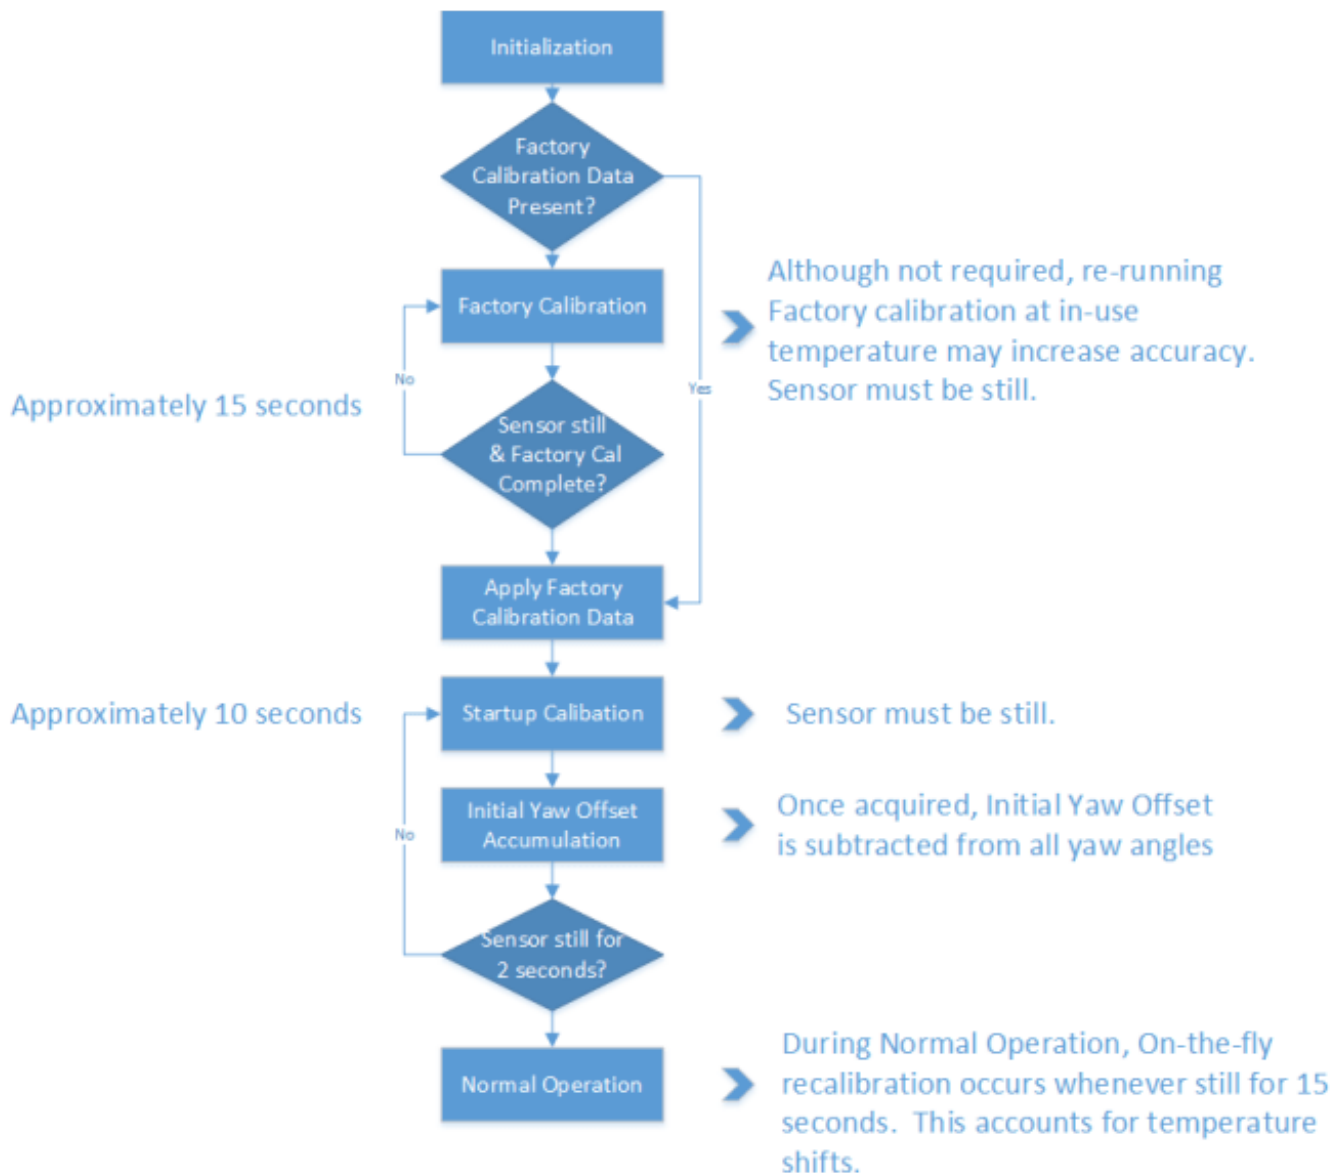 Initialization
Factory
Calibration Data
Present?
Factory Calibration
Although not required, re-running
Factory calibration at in-use
temperature may increase accuracy.
Sensor must be still.
No
Yes
Approximately 15 seconds
Sensor still
& Factory Cal
Complete?
Apply Factory
Calibration Data
Approximately 10 seconds
Startup Calibation
Sensor must be still.
Initial Yaw Offset
Accumulation
Once acquired, Initial Yaw Offset
is subtracted from all yaw angles
No
Sensor still for
2 seconds?
Normal Operation
During Normal Operation, On-the-fly
recalibration occurs whenever still for 15
seconds. This accounts for temperature
shifts.